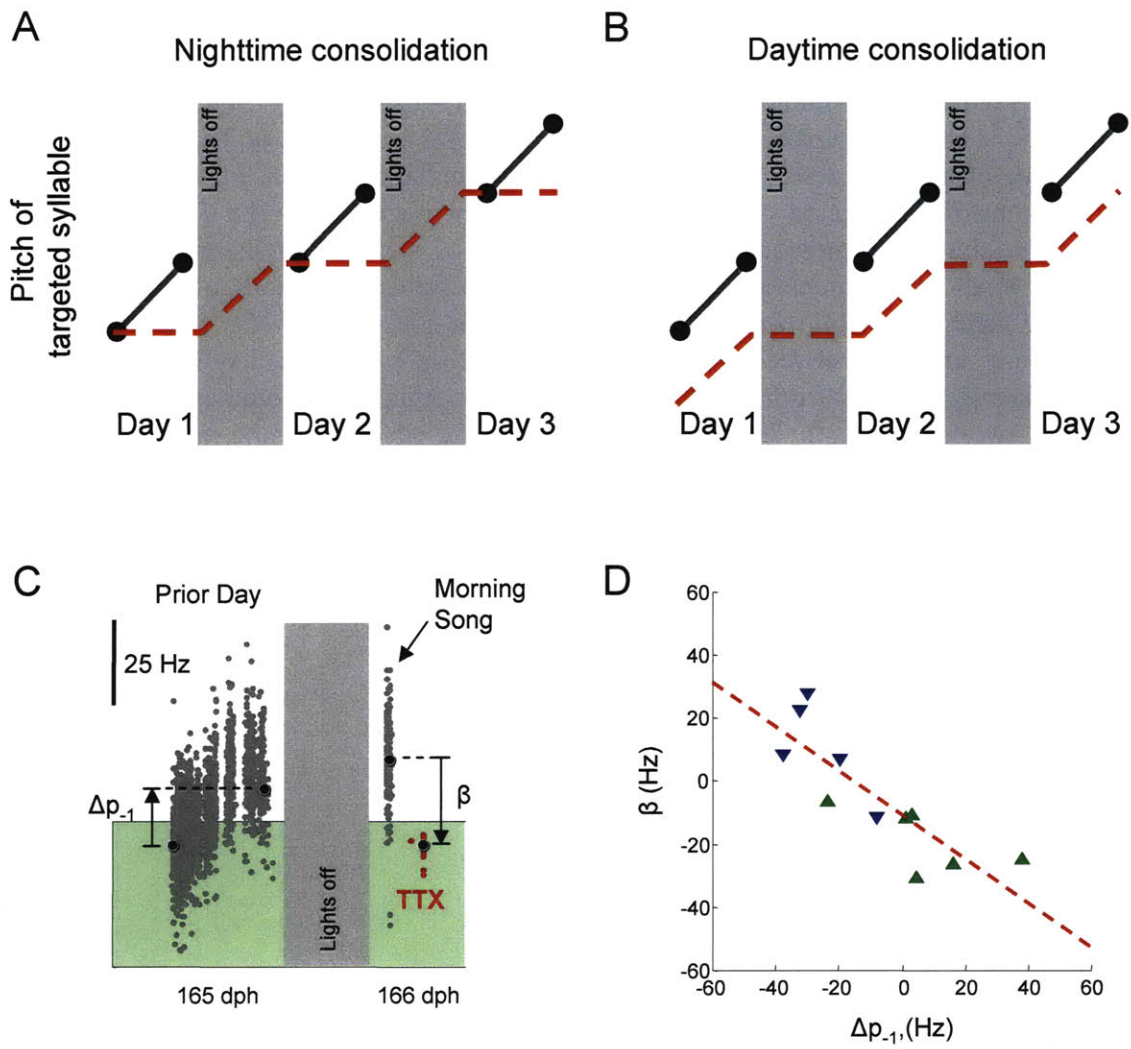 A
Nighttime consolidation
Pitch of
targeted syllable
Lights off
Lights off
Day 1
Day 2
Day 3
B
Daytime consolidation
Lights off
Lights off
Day 1
Day 2
Day 3
C
Prior Day
Morning
Song
25 Hz
Δp-1
β
TTX
Lights off
165 dph
166 dph
D
60
40
20
0
-20
-40
-60
β (Hz)
-60
-40
-20
0
20
40
60
Δp-1,(Hz)